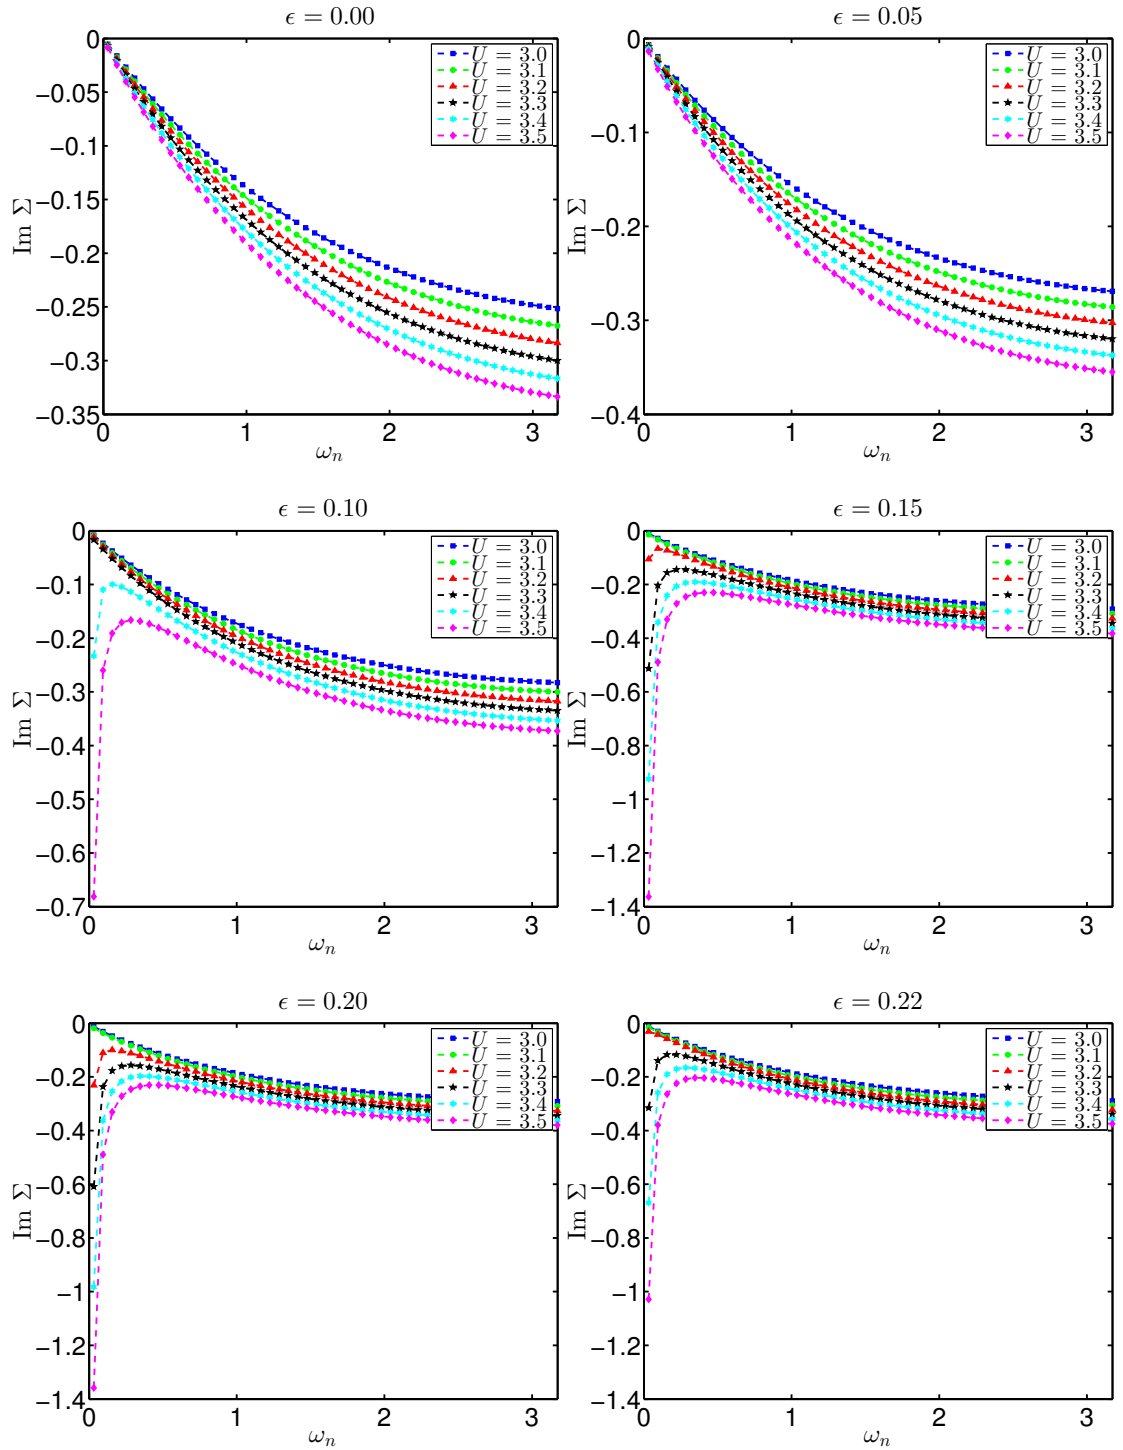 ϵ = 0.00
0
−0.05
−0.1
−0.15
−0.2
−0.25
−0.3
−0.35
Im Σ
0 1 2 3
ω_n
U = 3.0
U = 3.1
U = 3.2
U = 3.3
U = 3.4
U = 3.5
ϵ = 0.05
0
−0.1
−0.2
−0.3
−0.4
Im Σ
0 1 2 3
ω_n
U = 3.0
U = 3.1
U = 3.2
U = 3.3
U = 3.4
U = 3.5
ϵ = 0.10
0
−0.1
−0.2
−0.3
−0.4
−0.5
−0.6
−0.7
Im Σ
0 1 2 3
ω_n
U = 3.0
U = 3.1
U = 3.2
U = 3.3
U = 3.4
U = 3.5
ϵ = 0.15
0
−0.2
−0.4
−0.6
−0.8
−1
−1.2
−1.4
Im Σ
0 1 2 3
ω_n
U = 3.0
U = 3.1
U = 3.2
U = 3.3
U = 3.4
U = 3.5
ϵ = 0.20
0
−0.2
−0.4
−0.6
−0.8
−1
−1.2
−1.4
Im Σ
0 1 2 3
ω_n
U = 3.0
U = 3.1
U = 3.2
U = 3.3
U = 3.4
U = 3.5
ϵ = 0.22
0
−0.2
−0.4
−0.6
−0.8
−1
−1.2
−1.4
Im Σ
0 1 2 3
ω_n
U = 3.0
U = 3.1
U = 3.2
U = 3.3
U = 3.4
U = 3.5